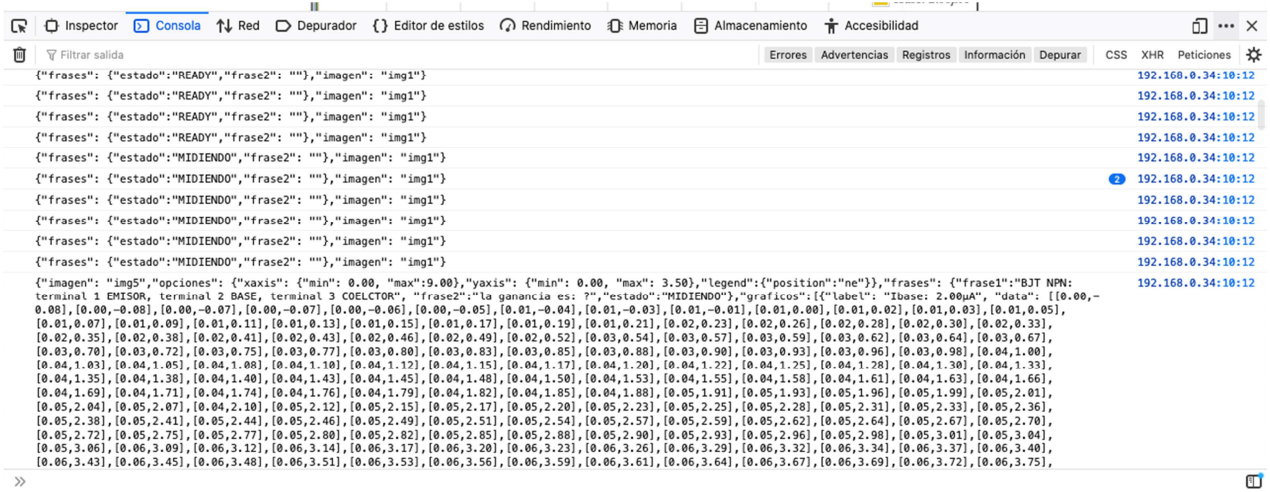 Inspector Consola Red Depurador Editor de estilos Rendimiento Memoria Almacenamiento Accesibilidad
Filtrar salida Errores Advertencias Registros Información Depurar CSS XHR Peticiones
{"frases": {"estado":"READY","frase2": ""},"imagen": "img1"} 192.168.0.34:10:12
{"frases": {"estado":"READY","frase2": ""},"imagen": "img1"} 192.168.0.34:10:12
{"frases": {"estado":"READY","frase2": ""},"imagen": "img1"} 192.168.0.34:10:12
{"frases": {"estado":"READY","frase2": ""},"imagen": "img1"} 192.168.0.34:10:12
{"frases": {"estado":"MIDIENDO","frase2": ""},"imagen": "img1"} 192.168.0.34:10:12
{"frases": {"estado":"MIDIENDO","frase2": ""},"imagen": "img1"} 2 192.168.0.34:10:12
{"frases": {"estado":"MIDIENDO","frase2": ""},"imagen": "img1"} 192.168.0.34:10:12
{"frases": {"estado":"MIDIENDO","frase2": ""},"imagen": "img1"} 192.168.0.34:10:12
{"frases": {"estado":"MIDIENDO","frase2": ""},"imagen": "img1"} 192.168.0.34:10:12
{"frases": {"estado":"MIDIENDO","frase2": ""},"imagen": "img1"} 192.168.0.34:10:12
{"imagen": "img5","opciones": {"xaxis": {"min": 0.00, "max":9.00},"yaxis": {"min": 0.00, "max": 3.50},"legend":{"position":"ne"}},"frases": {"frase1":"BJT NPN: 192.168.0.34:10:12
terminal 1 EMISOR, terminal 2 BASE, terminal 3 COELCTOR", "frase2":"la ganancia es: ?","estado":"MIDIENDO"},"graficos":[{"label": "Ibase: 2.00µA", "data": [[0.00,-
0.08],[0.00,-0.08],[0.00,-0.07],[0.00,-0.07],[0.00,-0.06],[0.00,-0.05],[0.01,-0.04],[0.01,-0.03],[0.01,-0.01],[0.01,0.00],[0.01,0.02],[0.01,0.03],[0.01,0.05],
[0.01,0.07],[0.01,0.09],[0.01,0.11],[0.01,0.13],[0.01,0.15],[0.01,0.17],[0.01,0.19],[0.01,0.21],[0.02,0.23],[0.02,0.26],[0.02,0.28],[0.02,0.30],[0.02,0.33],
[0.02,0.35],[0.02,0.38],[0.02,0.41],[0.02,0.43],[0.02,0.46],[0.02,0.49],[0.02,0.52],[0.03,0.54],[0.03,0.57],[0.03,0.59],[0.03,0.62],[0.03,0.64],[0.03,0.67],
[0.03,0.70],[0.03,0.72],[0.03,0.75],[0.03,0.77],[0.03,0.80],[0.03,0.83],[0.03,0.85],[0.03,0.88],[0.03,0.90],[0.03,0.93],[0.03,0.96],[0.03,0.98],[0.04,1.00],
[0.04,1.03],[0.04,1.05],[0.04,1.08],[0.04,1.10],[0.04,1.12],[0.04,1.15],[0.04,1.17],[0.04,1.20],[0.04,1.22],[0.04,1.25],[0.04,1.28],[0.04,1.30],[0.04,1.33],
[0.04,1.35],[0.04,1.38],[0.04,1.40],[0.04,1.43],[0.04,1.45],[0.04,1.48],[0.04,1.50],[0.04,1.53],[0.04,1.55],[0.04,1.58],[0.04,1.61],[0.04,1.63],[0.04,1.66],
[0.04,1.69],[0.04,1.71],[0.04,1.74],[0.04,1.76],[0.04,1.79],[0.04,1.82],[0.04,1.85],[0.04,1.88],[0.05,1.91],[0.05,1.93],[0.05,1.96],[0.05,1.99],[0.05,2.01],
[0.05,2.04],[0.05,2.07],[0.04,2.10],[0.05,2.12],[0.05,2.15],[0.05,2.17],[0.05,2.20],[0.05,2.23],[0.05,2.25],[0.05,2.28],[0.05,2.31],[0.05,2.33],[0.05,2.36],
[0.05,2.38],[0.05,2.41],[0.05,2.44],[0.05,2.46],[0.05,2.49],[0.05,2.51],[0.05,2.54],[0.05,2.57],[0.05,2.59],[0.05,2.62],[0.05,2.64],[0.05,2.67],[0.05,2.70],
[0.05,2.72],[0.05,2.75],[0.05,2.77],[0.05,2.80],[0.05,2.82],[0.05,2.85],[0.05,2.88],[0.05,2.90],[0.05,2.93],[0.05,2.96],[0.05,2.98],[0.05,3.01],[0.05,3.04],
[0.05,3.06],[0.05,3.09],[0.05,3.12],[0.06,3.14],[0.06,3.17],[0.06,3.20],[0.06,3.23],[0.06,3.26],[0.06,3.29],[0.06,3.32],[0.06,3.34],[0.06,3.37],[0.06,3.40],
[0.06,3.43],[0.06,3.45],[0.06,3.48],[0.06,3.51],[0.06,3.53],[0.06,3.56],[0.06,3.59],[0.06,3.61],[0.06,3.64],[0.06,3.67],[0.06,3.69],[0.06,3.72],[0.06,3.75],